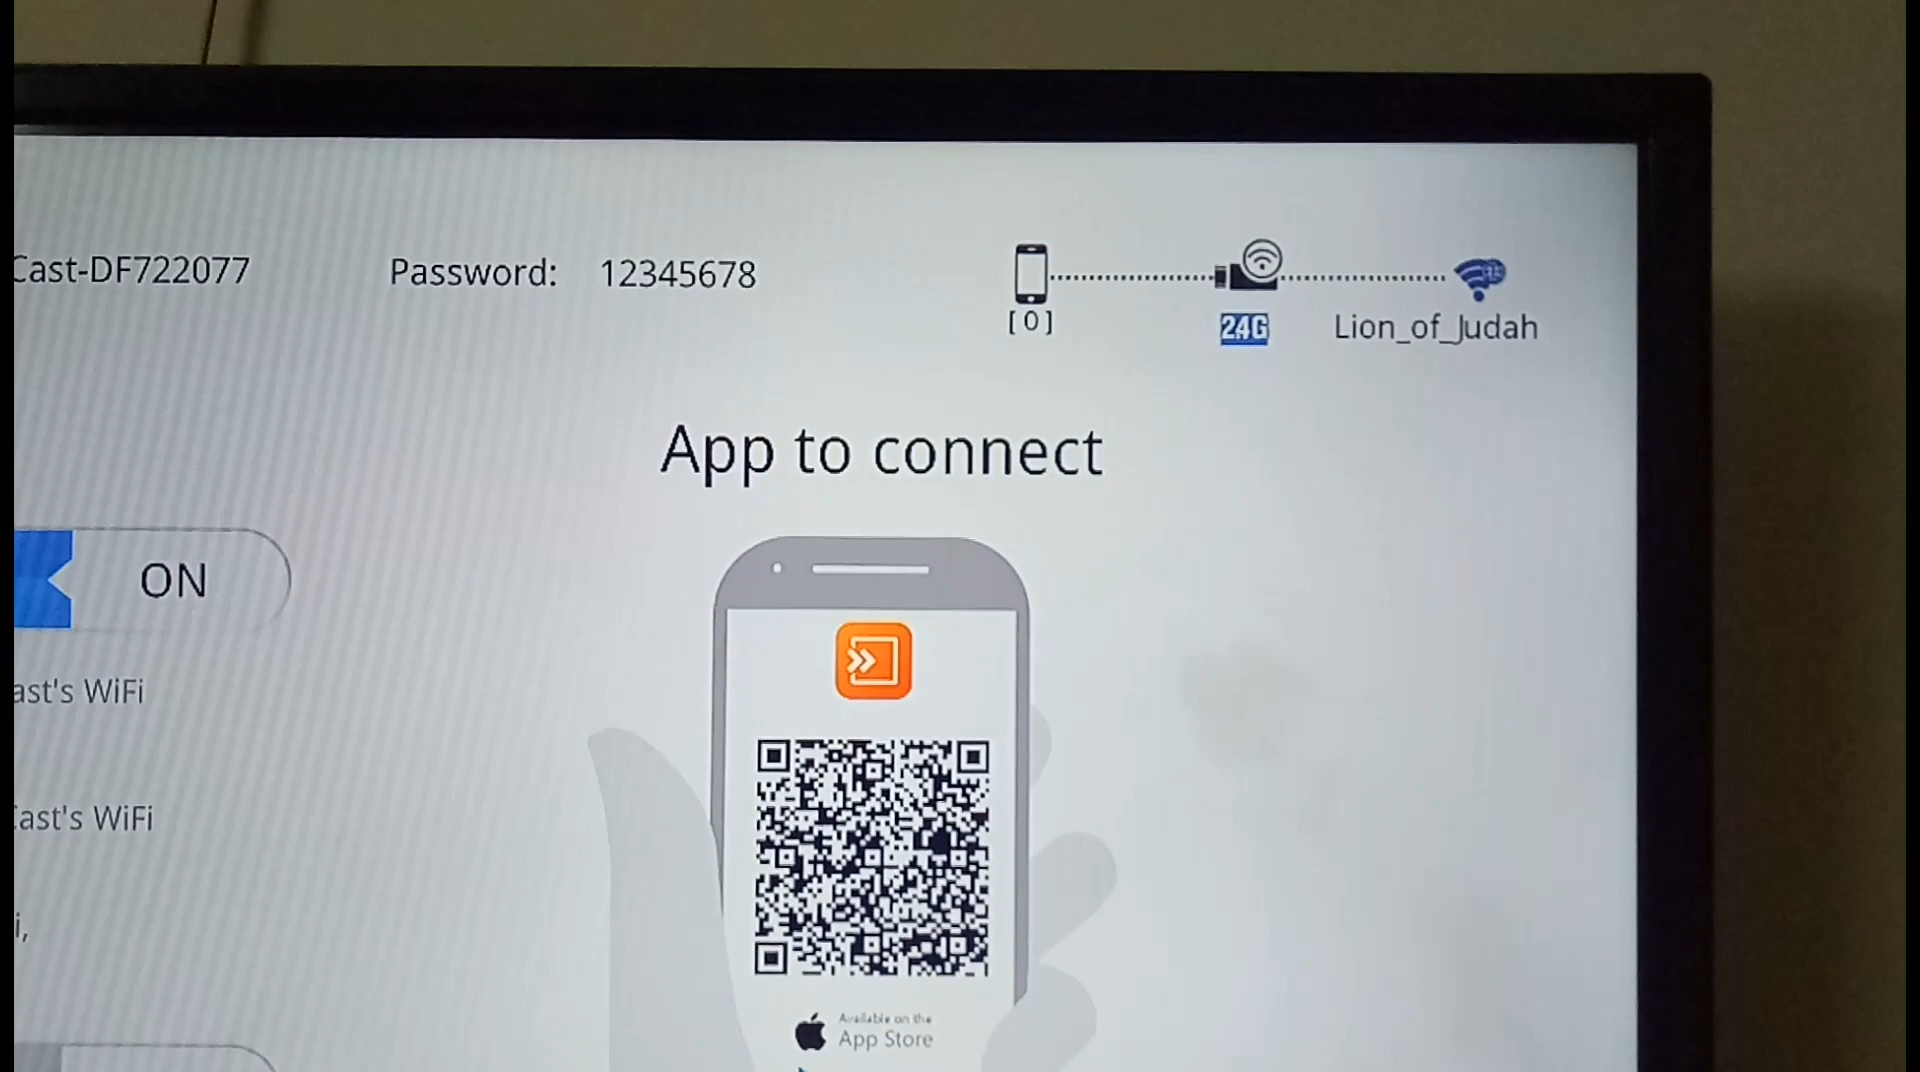 Cast-DF722077 Password: 12345678
[0] 24G Lion_of_Judah
App to connect
ON
ast's WiFi
Cast's WiFi
i,
Available on the
App Store